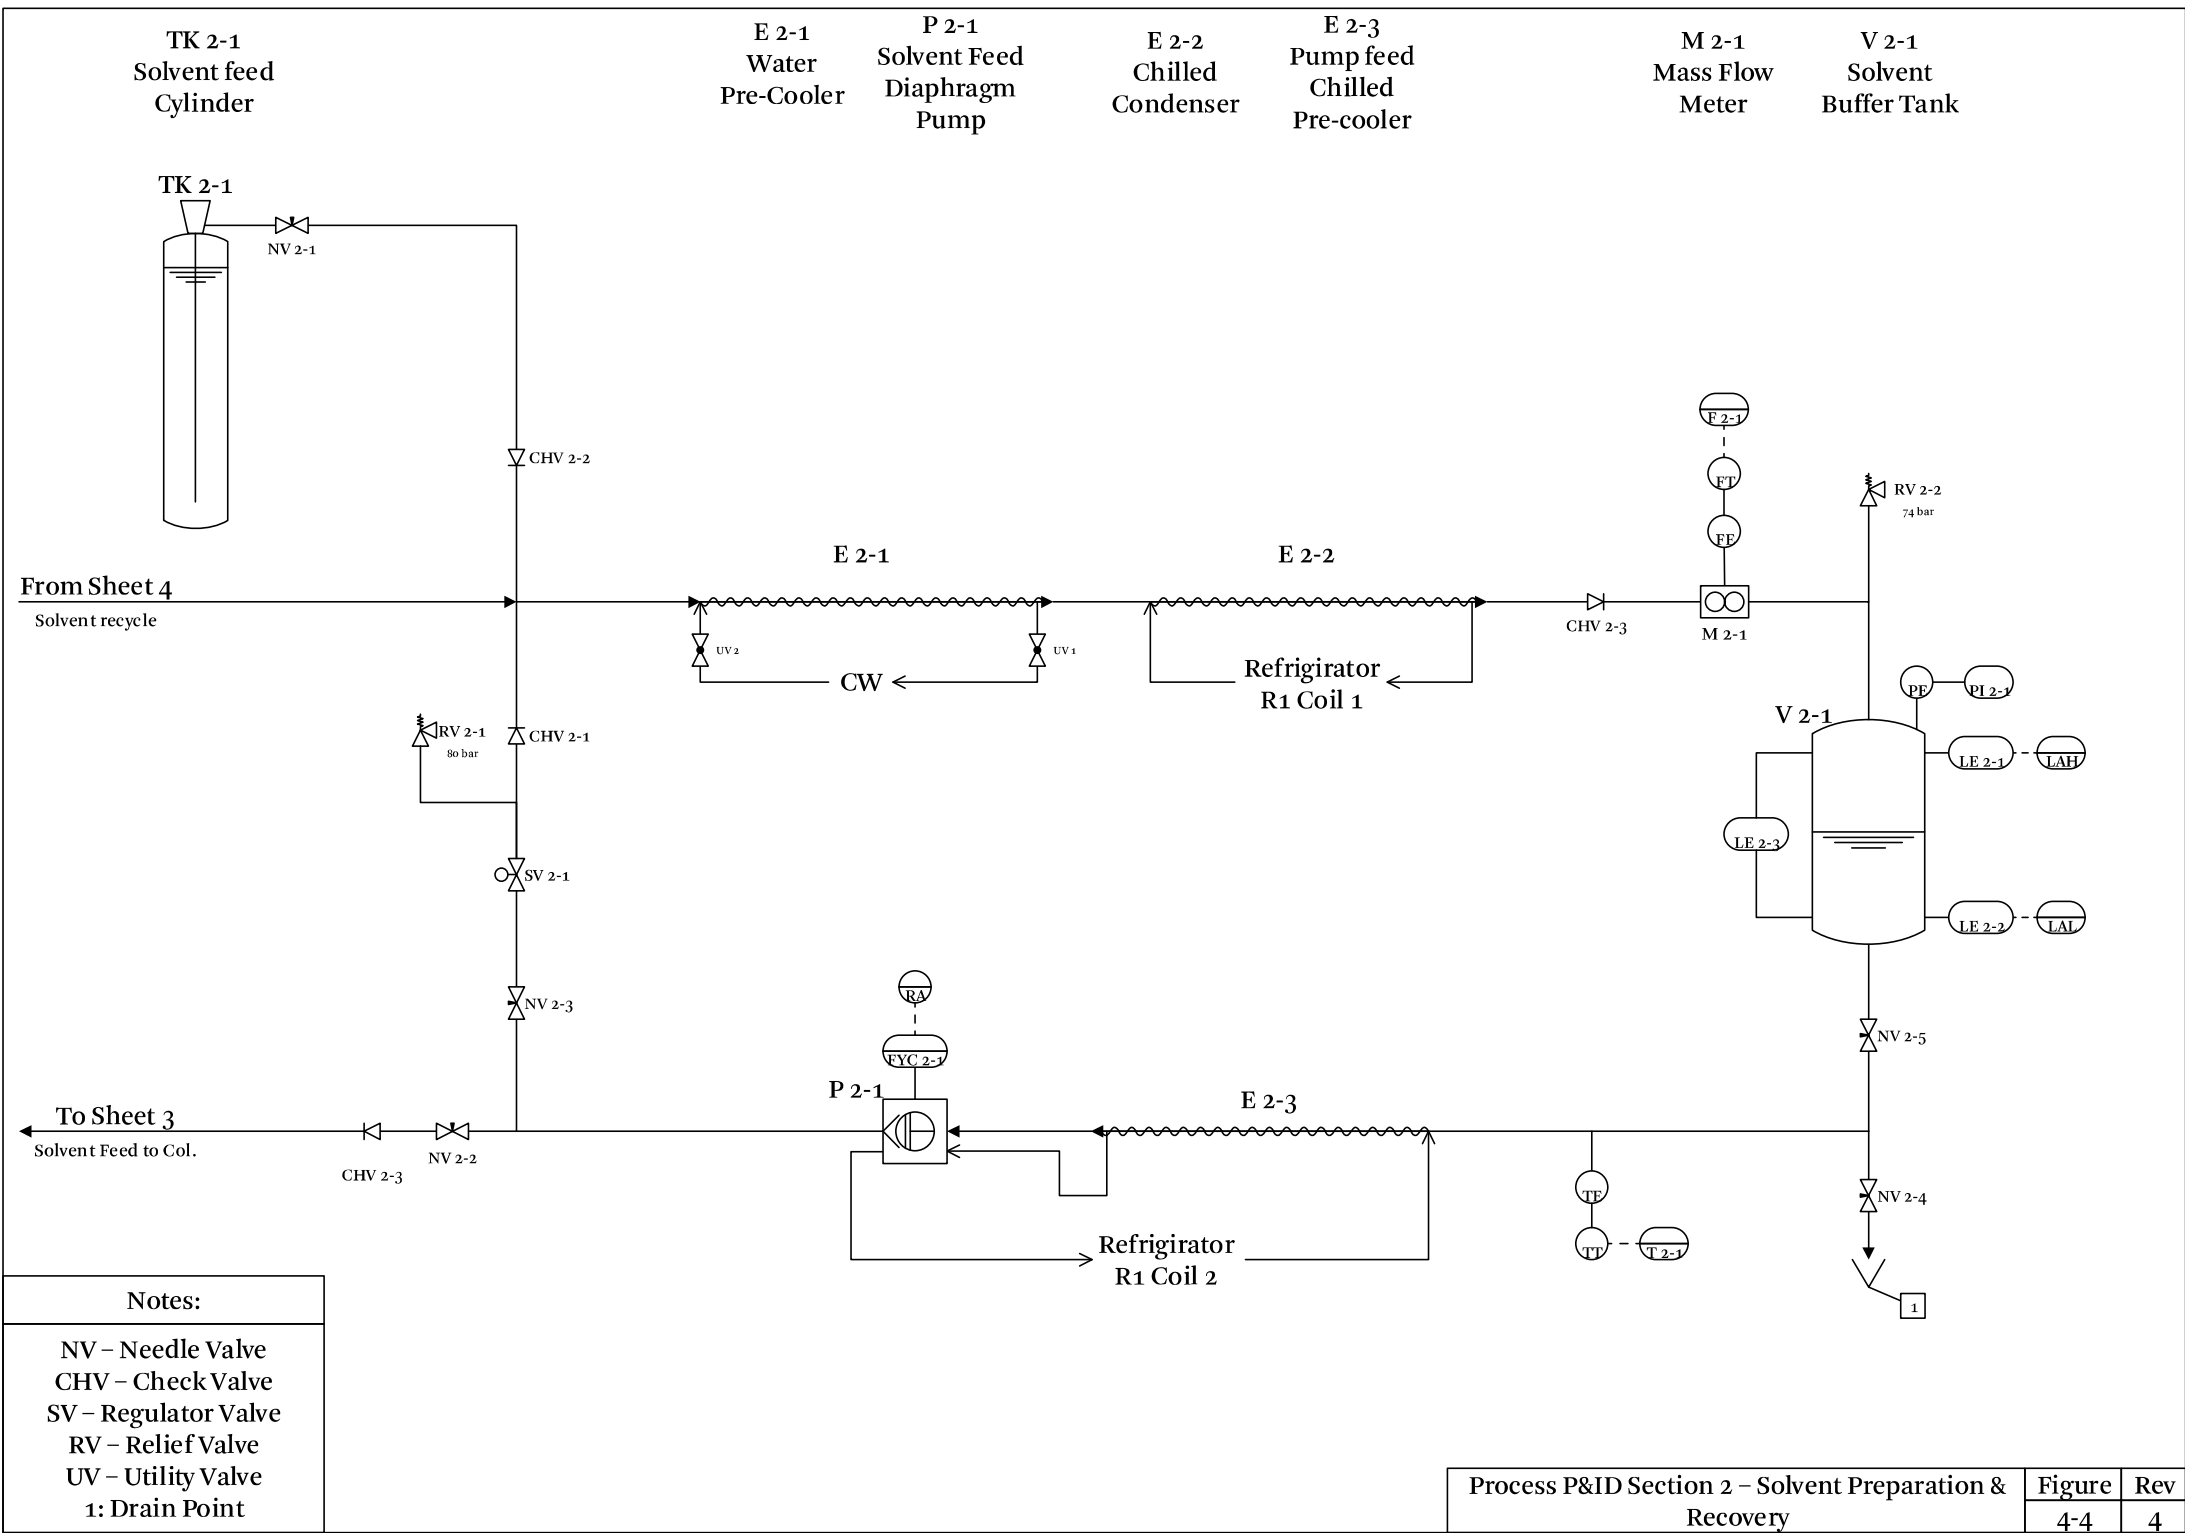 TK 2-1
Solvent feed
Cylinder
E 2-1
Water
Pre-Cooler
P 2-1
Solvent Feed
Diaphragm
Pump
E 2-2
Chilled
Condenser
E 2-3
Pump feed
Chilled
Pre-cooler
M 2-1
Mass Flow
Meter
V 2-1
Solvent
Buffer Tank
TK 2-1
NV 2-1
CHV 2-2
F 2-1
FT
FE
RV 2-2
74 bar
From Sheet 4
Solvent recycle
E 2-1
E 2-2
CHV 2-3
M 2-1
UV 2
UV 1
CW
Refrigirator
R1 Coil 1
PE
PI 2-1
V 2-1
RV 2-1
80 bar
CHV 2-1
LE 2-1
LAH
LE 2-3
SV 2-1
LE 2-2
LAL
RA
NV 2-3
FYC 2-1
NV 2-5
P 2-1
E 2-3
To Sheet 3
Solvent Feed to Col.
CHV 2-3
NV 2-2
TE
NV 2-4
Refrigirator
R1 Coil 2
TT
T 2-1
1
Notes:
NV – Needle Valve
CHV – Check Valve
SV – Regulator Valve
RV – Relief Valve
UV – Utility Valve
1: Drain Point
Process P&ID Section 2 – Solvent Preparation &
Recovery
Figure
4-4
Rev
4